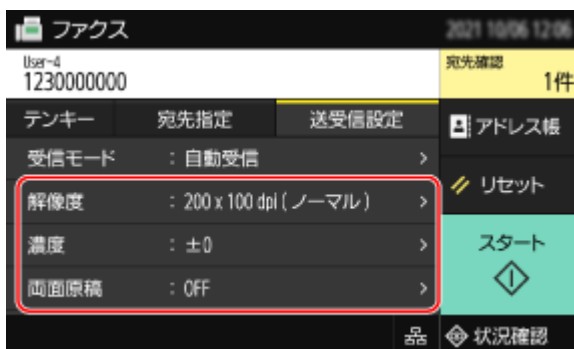 ファクス
2021 10/06 12:06
User-4
1230000000
宛先確認
1件
テンキー
宛先指定
送受信設定
アドレス帳
受信モード : 自動受信
リセット
解像度 : 200 x 100 dpi ( ノーマル )
濃度 : ±0
スタート
両面原稿 : OFF
状況確認